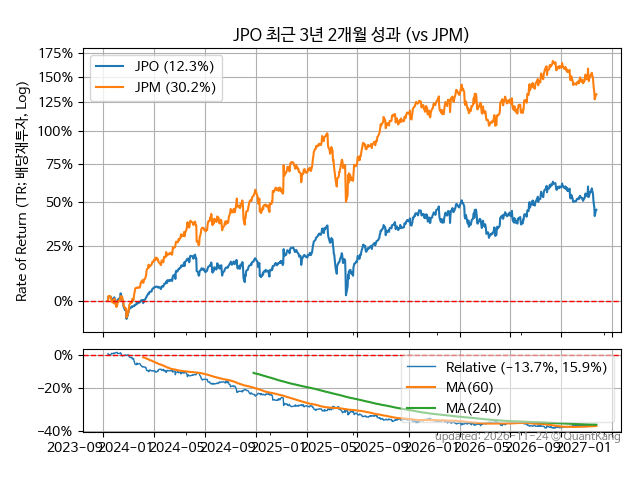 JPO 최근 3년 2개월 성과 (vs JPM)
Rate of Return (TR: 배당재투자, Log)
175%
150%
125%
100%
75%
50%
25%
0%
JPO (12.3%)
JPM (30.2%)
0%
−20%
−40%
Relative (−13.7%, 15.9%)
MA(60)
MA(240)
updated: 2026-11-24 © QuantKang
2023−09
2024−01
2024−05
2024−09
2025−01
2025−05
2025−09
2026−01
2026−05
2026−09
2027−01